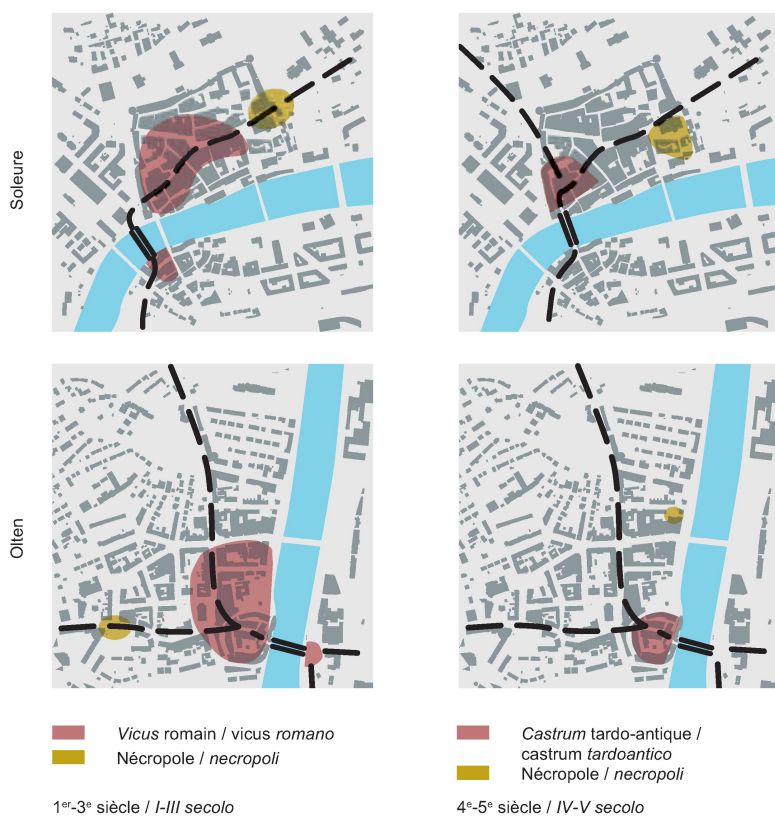 Soleure
Olten
Vicus romain / vicus romano
Nécropole / necropoli
1er-3e siècle / I-III secolo
Castrum tardo-antique /
castrum tardoantico
Nécropole / necropoli
4e-5e siècle / IV-V secolo